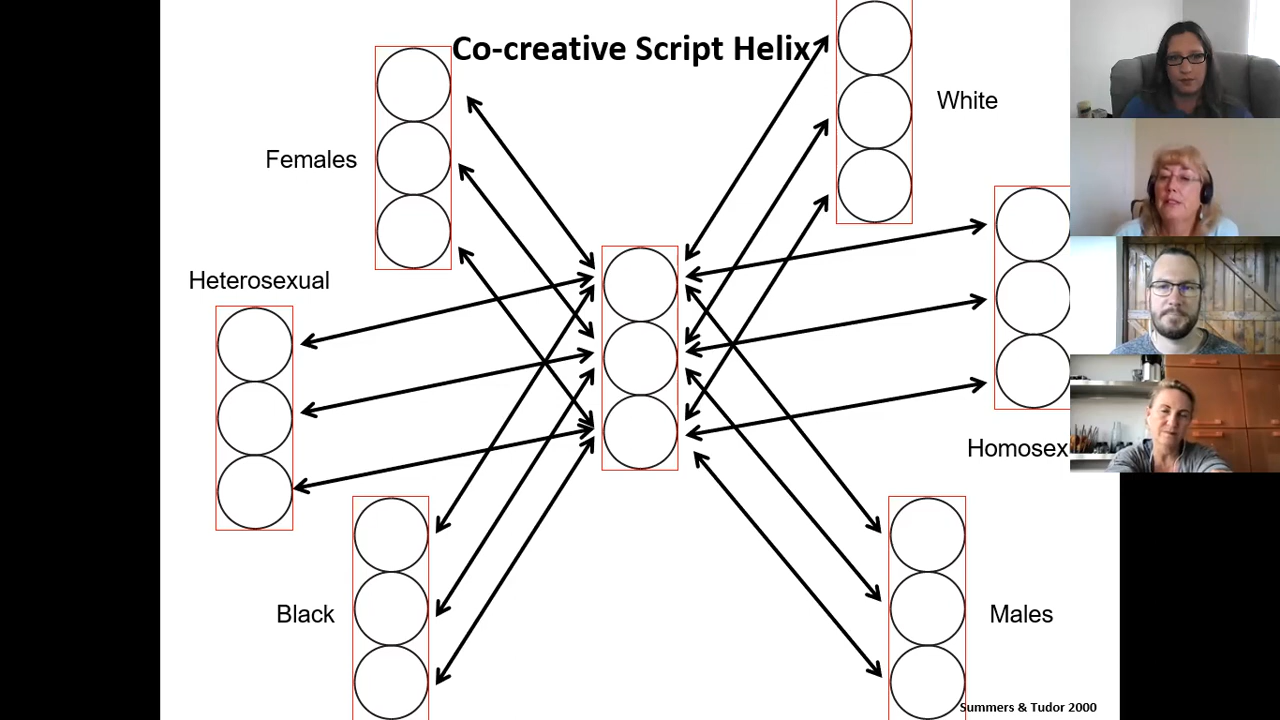 Co-creative Script Helix
White
Females
Heterosexual
Homosex
Black
Males
Summers & Tudor 2000